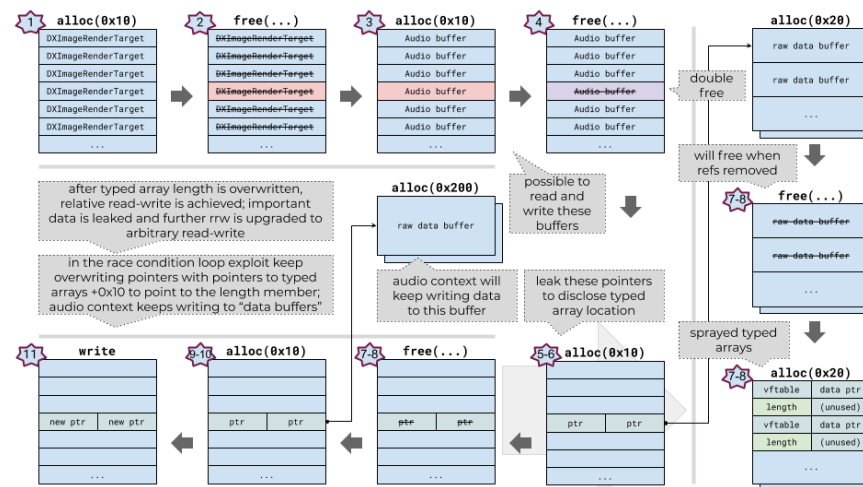 1
alloc(0x10)
DXImageRenderTarget
DXImageRenderTarget
DXImageRenderTarget
DXImageRenderTarget
DXImageRenderTarget
DXImageRenderTarget
...
2
free(...)
DXImageRenderTarget
DXImageRenderTarget
DXImageRenderTarget
DXImageRenderTarget
DXImageRenderTarget
DXImageRenderTarget
...
3
alloc(0x10)
Audio buffer
Audio buffer
Audio buffer
Audio buffer
Audio buffer
Audio buffer
...
4
free(...)
Audio buffer
Audio buffer
Audio buffer
Audio buffer
Audio buffer
Audio buffer
...
double
free
alloc(0x20)
raw data buffer
raw data buffer
...
will free when
refs removed
7-8
free(...)
raw data buffer
raw data buffer
...
after typed array length is overwritten,
relative read-write is achieved; important
data is leaked and further rrw is upgraded to
arbitrary read-write
in the race condition loop exploit keep
overwriting pointers with pointers to typed
arrays +0x10 to point to the length member;
audio context keeps writing to “data buffers”
alloc(0x200)
raw data buffer
audio context will
keep writing data
to this buffer
possible to
read and
write these
buffers
leak these pointers
to disclose typed
array location
sprayed typed
arrays
11
write
new ptr new ptr
...
9-10
alloc(0x10)
ptr ptr
...
7-8
free(...)
ptr ptr
...
5-6
alloc(0x10)
ptr ptr
...
7-8
alloc(0x20)
vftable data ptr
length (unused)
vftable data ptr
length (unused)
...